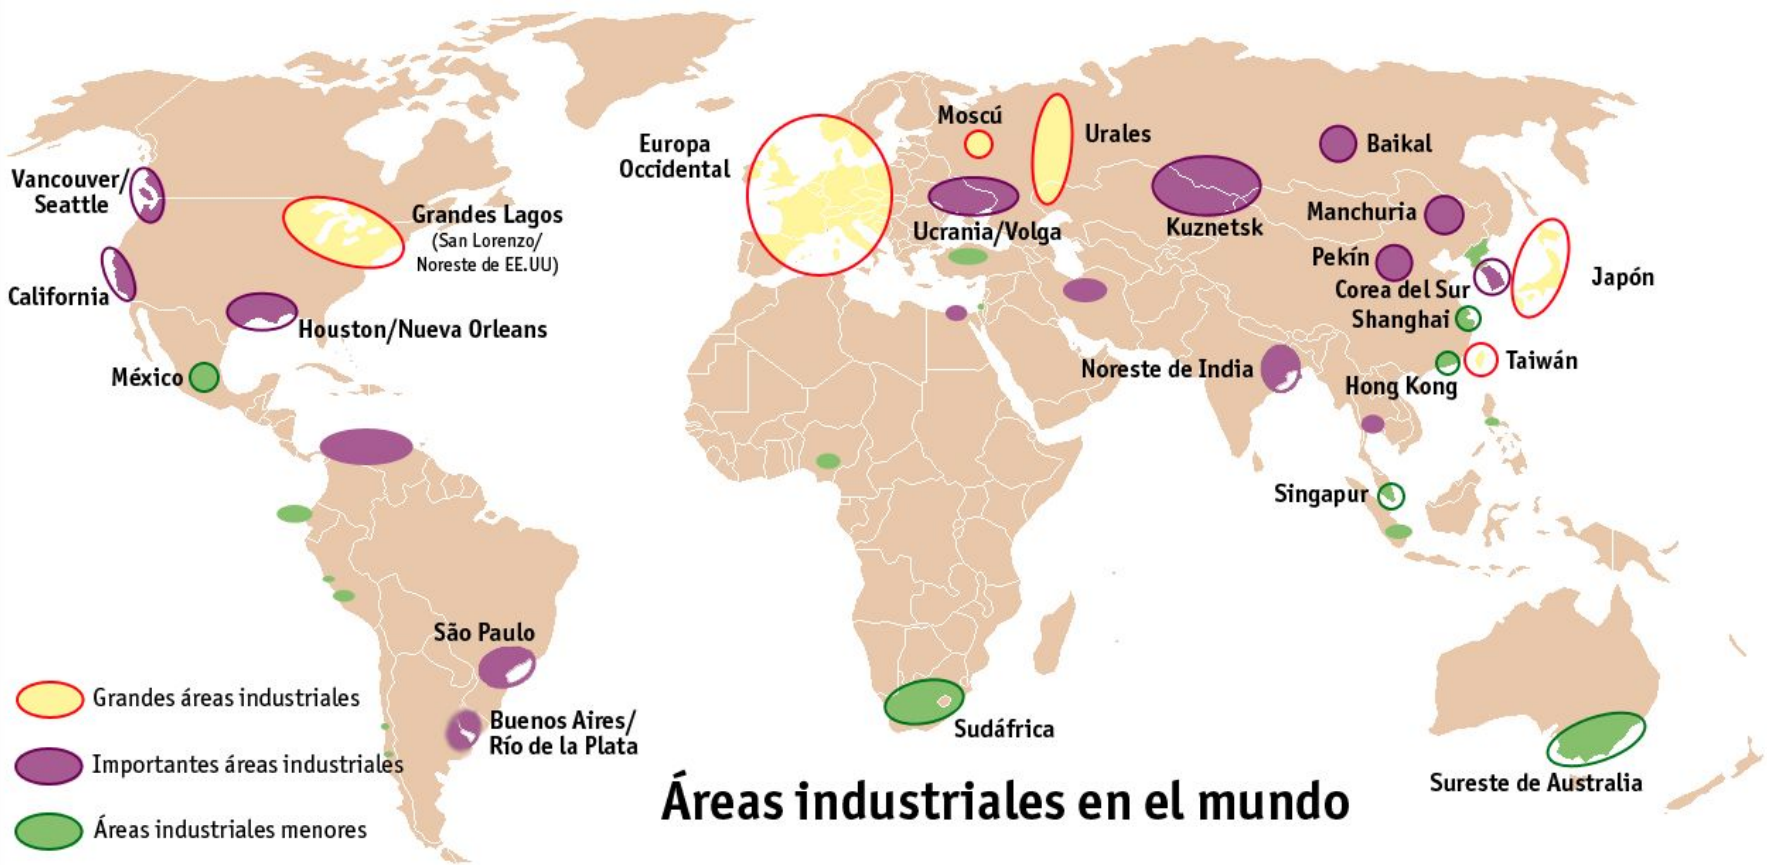 Moscú
Urales
Europa
Occidental
Baikal
Vancouver/
Seattle
Grandes Lagos
(San Lorenzo/
Noreste de EE.UU)
Ucrania/Volga
Kuznetsk
Manchuria
Pekín
Japón
California
Corea del Sur
Houston/Nueva Orleans
Shanghai
México
Noreste de India
Taiwán
Hong Kong
Singapur
São Paulo
Grandes áreas industriales
Buenos Aires/
Río de la Plata
Sudáfrica
Importantes áreas industriales
Sureste de Australia
Áreas industriales en el mundo
Áreas industriales menores